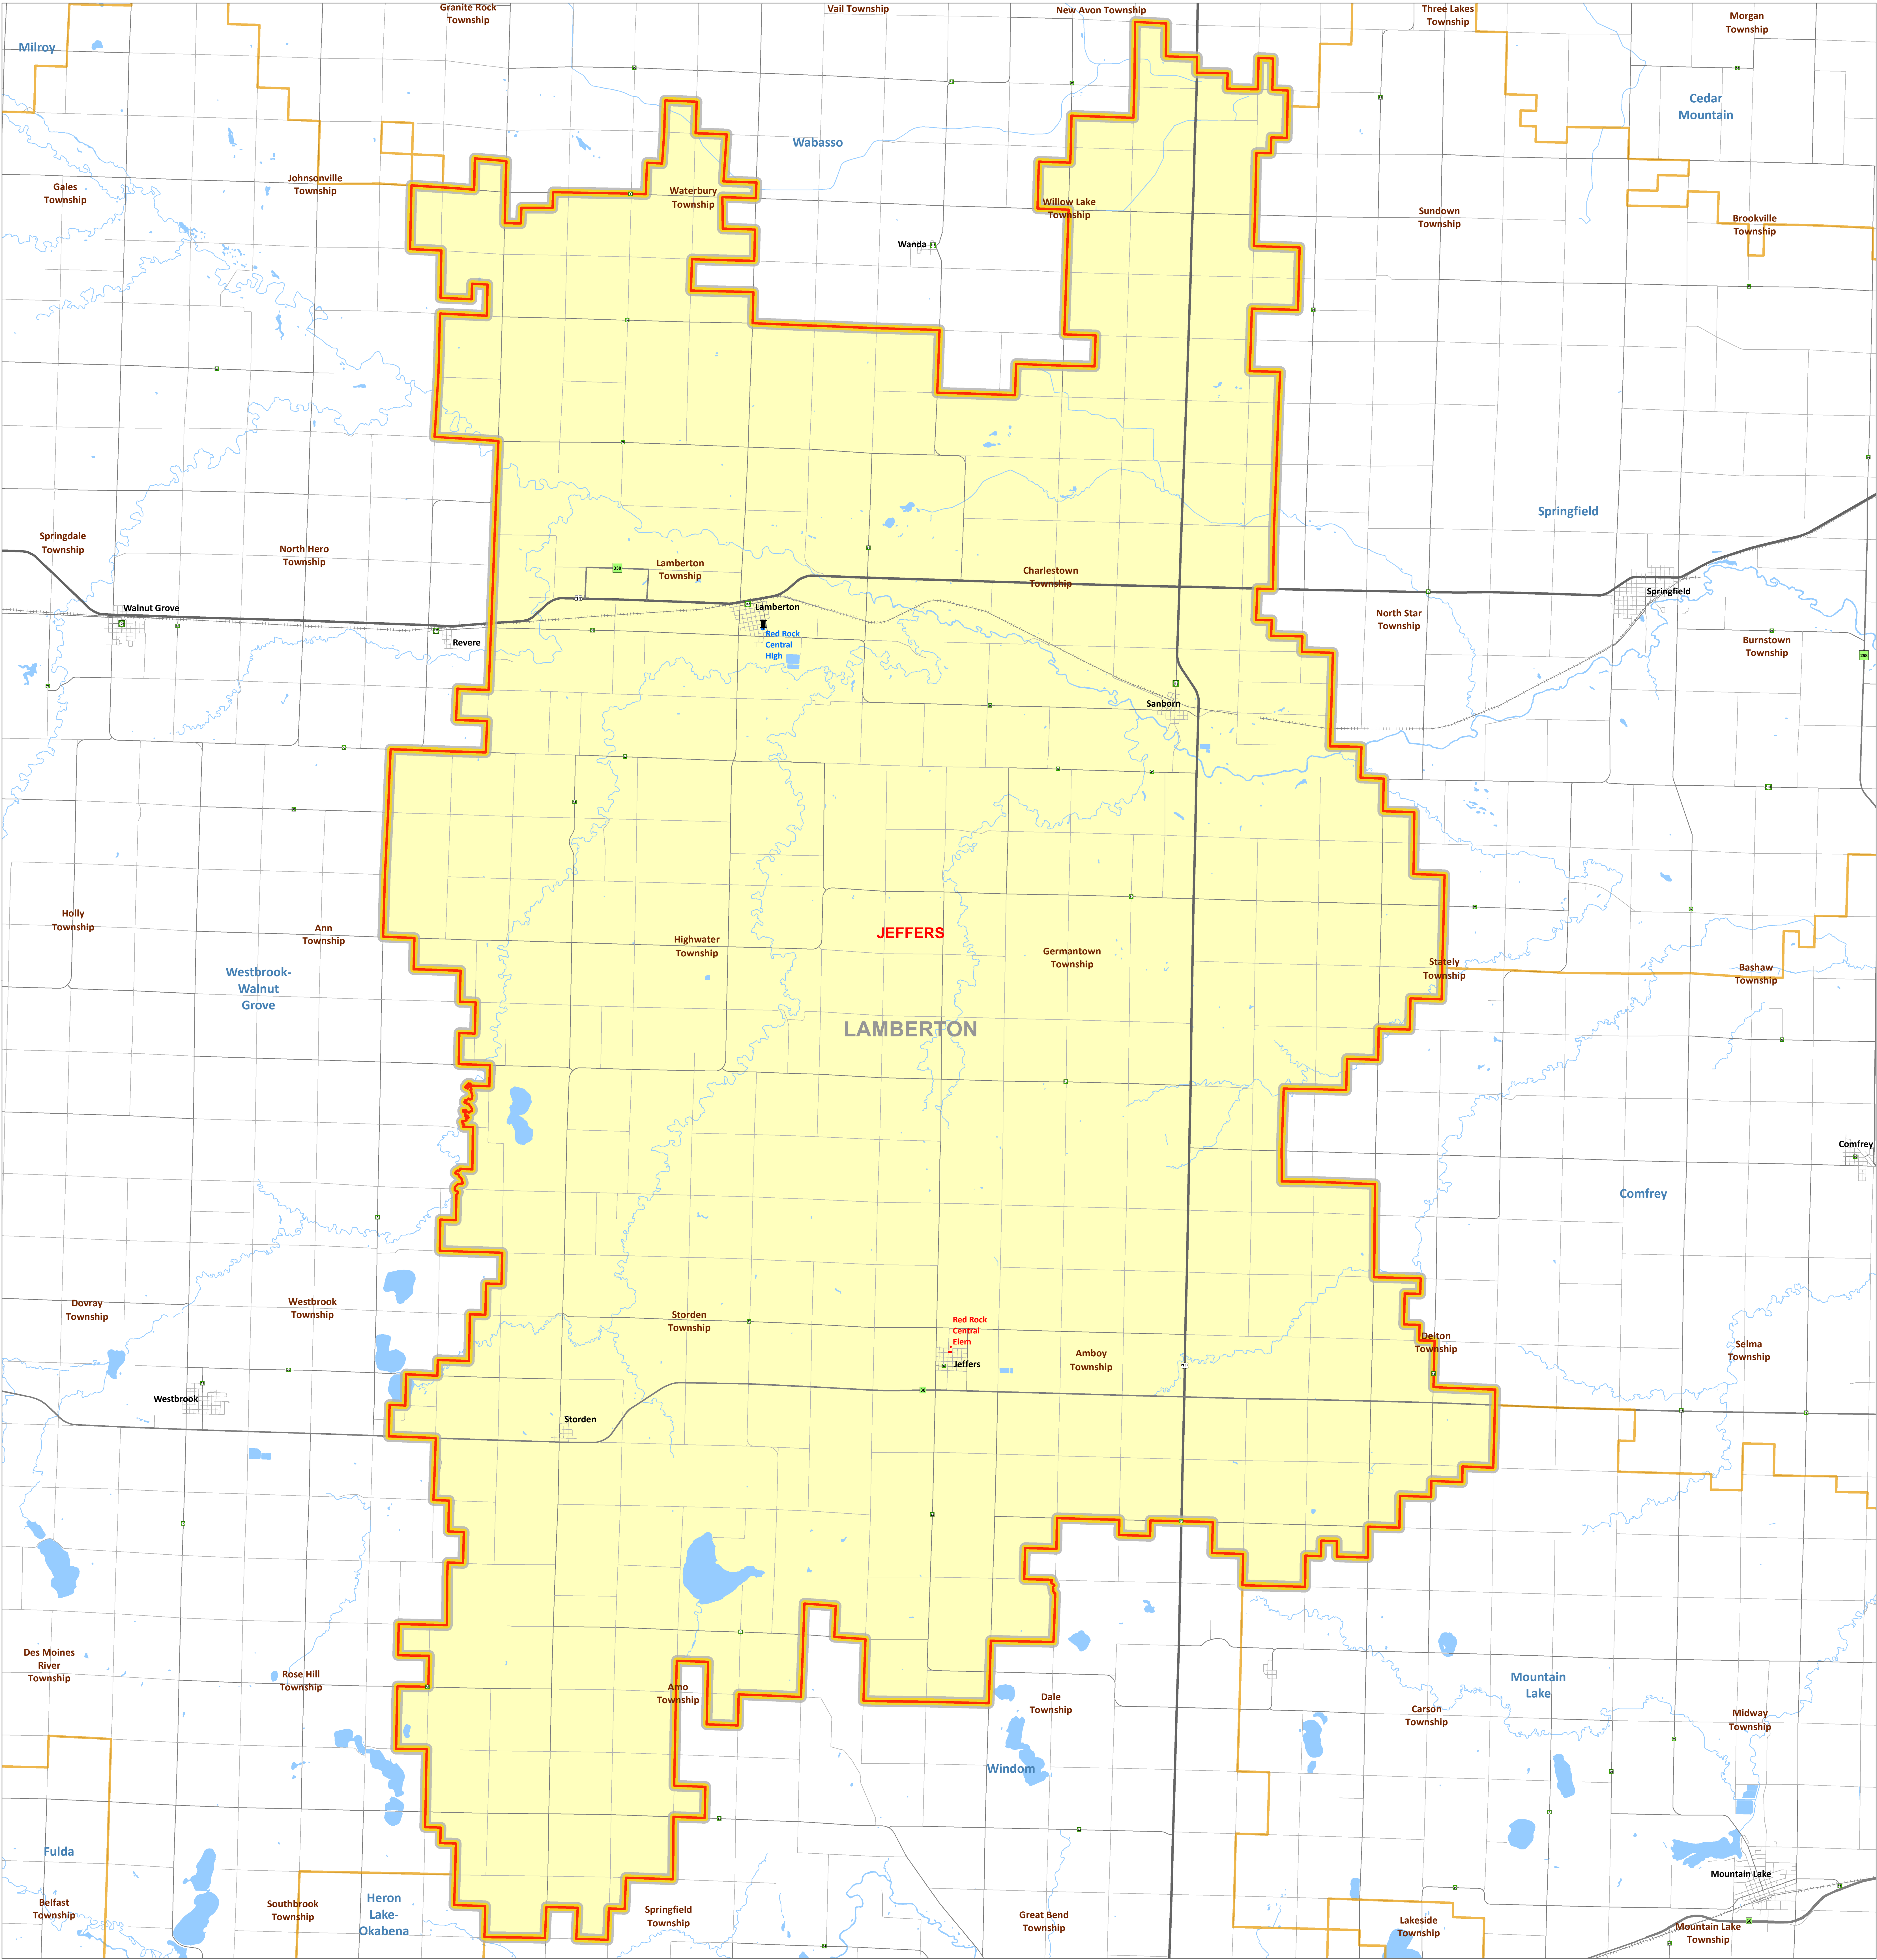 Granite Rock
Township
Vail Township
New Avon Township
Three Lakes
Township
Morgan
Township
Milroy
Cedar
Mountain
Wabasso
Gales
Township
Johnsonville
Township
Waterbury
Township
Willow Lake
Township
Sundown
Township
Brookville
Township
Wanda
Springfield
Springdale
Township
North Hero
Township
Lamberton
Township
330
Charlestown
Township
Walnut Grove
Revere
Lamberton
Red Rock
Central
High
North Star
Township
Springfield
Burnstown
Township
258
Sanborn
Holly
Township
Ann
Township
Highwater
Township
JEFFERS
Germantown
Township
Stately
Township
Bashaw
Township
Westbrook-
Walnut
Grove
LAMBERTON
Comfrey
Comfrey
Dovray
Township
Westbrook
Township
Storden
Township
Red Rock
Central
Elem
Jeffers
Amboy
Township
Delton
Township
Selma
Township
Westbrook
Storden
Des Moines
River
Township
Rose Hill
Township
Amo
Township
Dale
Township
Mountain
Lake
Carson
Township
Midway
Township
Windom
Fulda
Mountain Lake
Belfast
Township
Southbrook
Township
Heron
Lake-
Okabena
Springfield
Township
Great Bend
Township
Lakeside
Township
Mountain Lake
Township